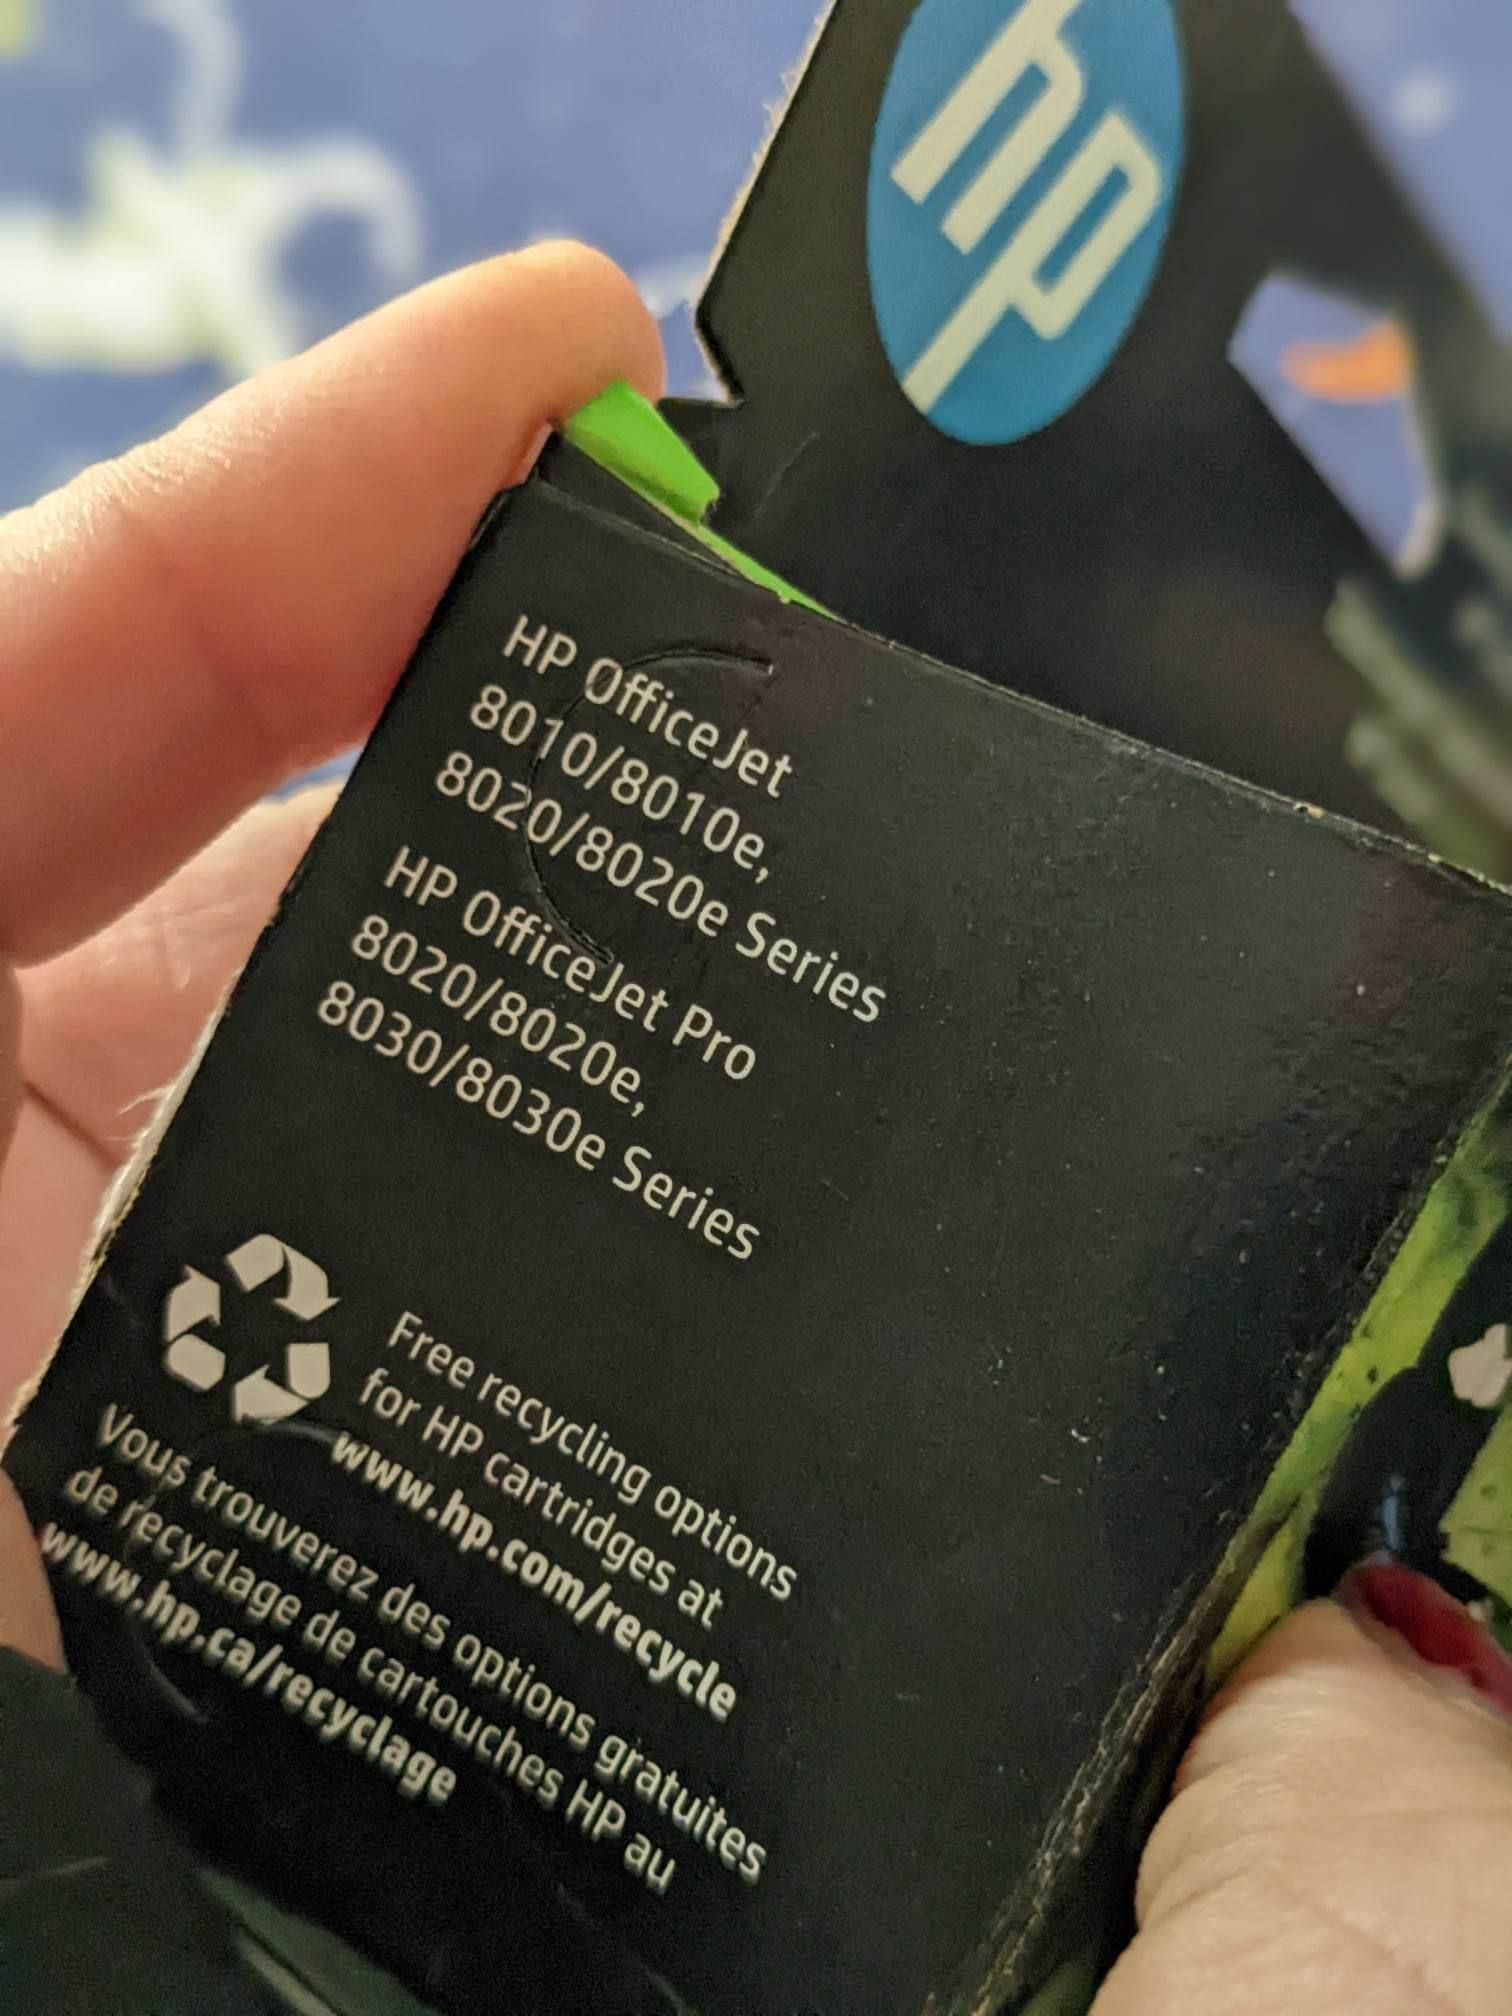 hp
HP OfficeJet
8010/8010e,
8020/8020e Series
HP OfficeJet Pro
8020/8020e,
8030/8030e Series
Free recycling options
for HP cartridges at
www.hp.com/recycle
Vous trouverez des options gratuites
de recyclage de cartouches HP au
www.hp.ca/recyclage